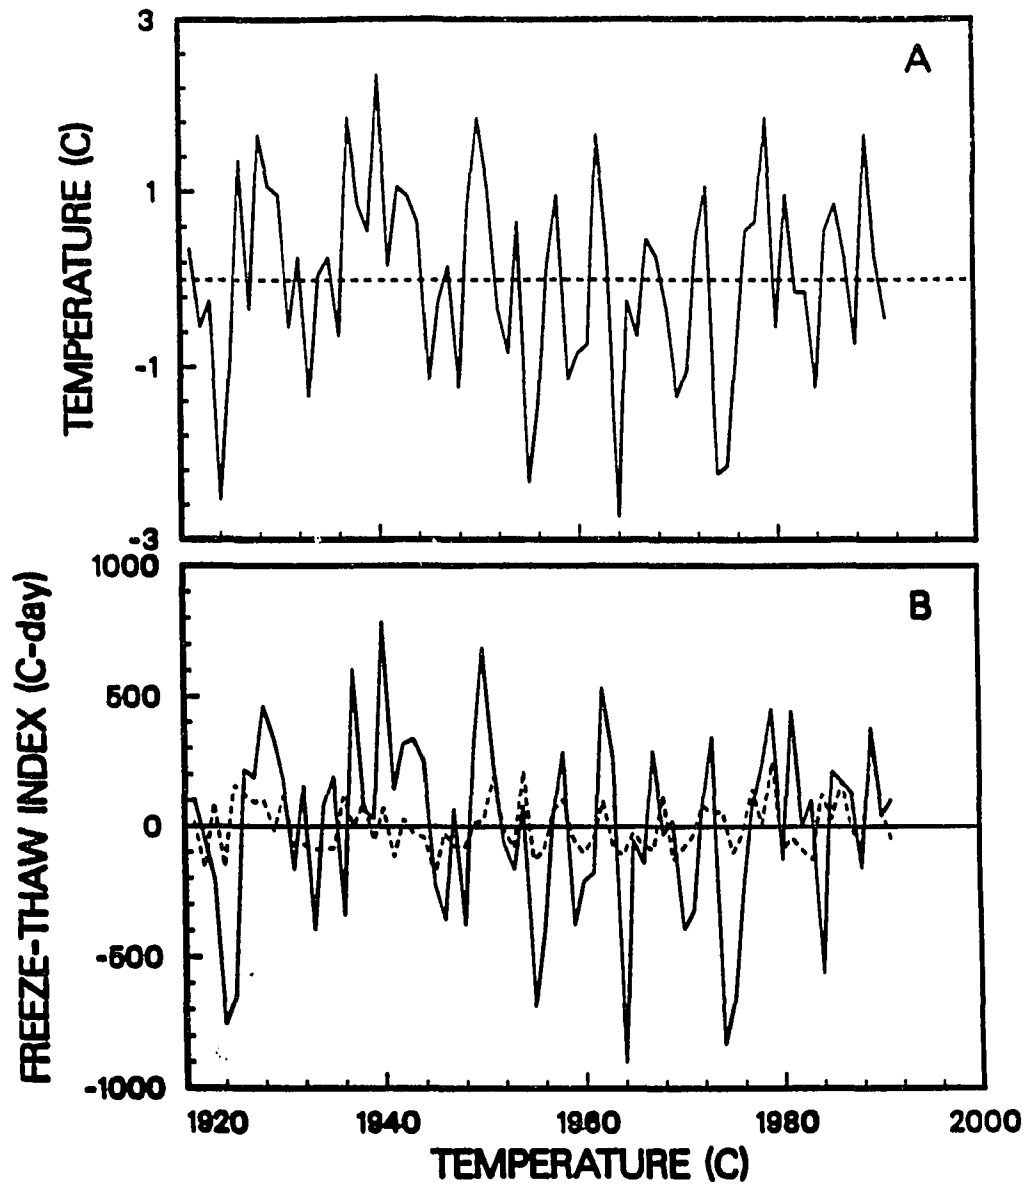 3
A
1
-1
-3
TEMPERATURE (C)
1000
B
500
0
-500
-1000
FREEZE-THAW INDEX (C-day)
1920 1940 1960 1980 2000
TEMPERATURE (C)